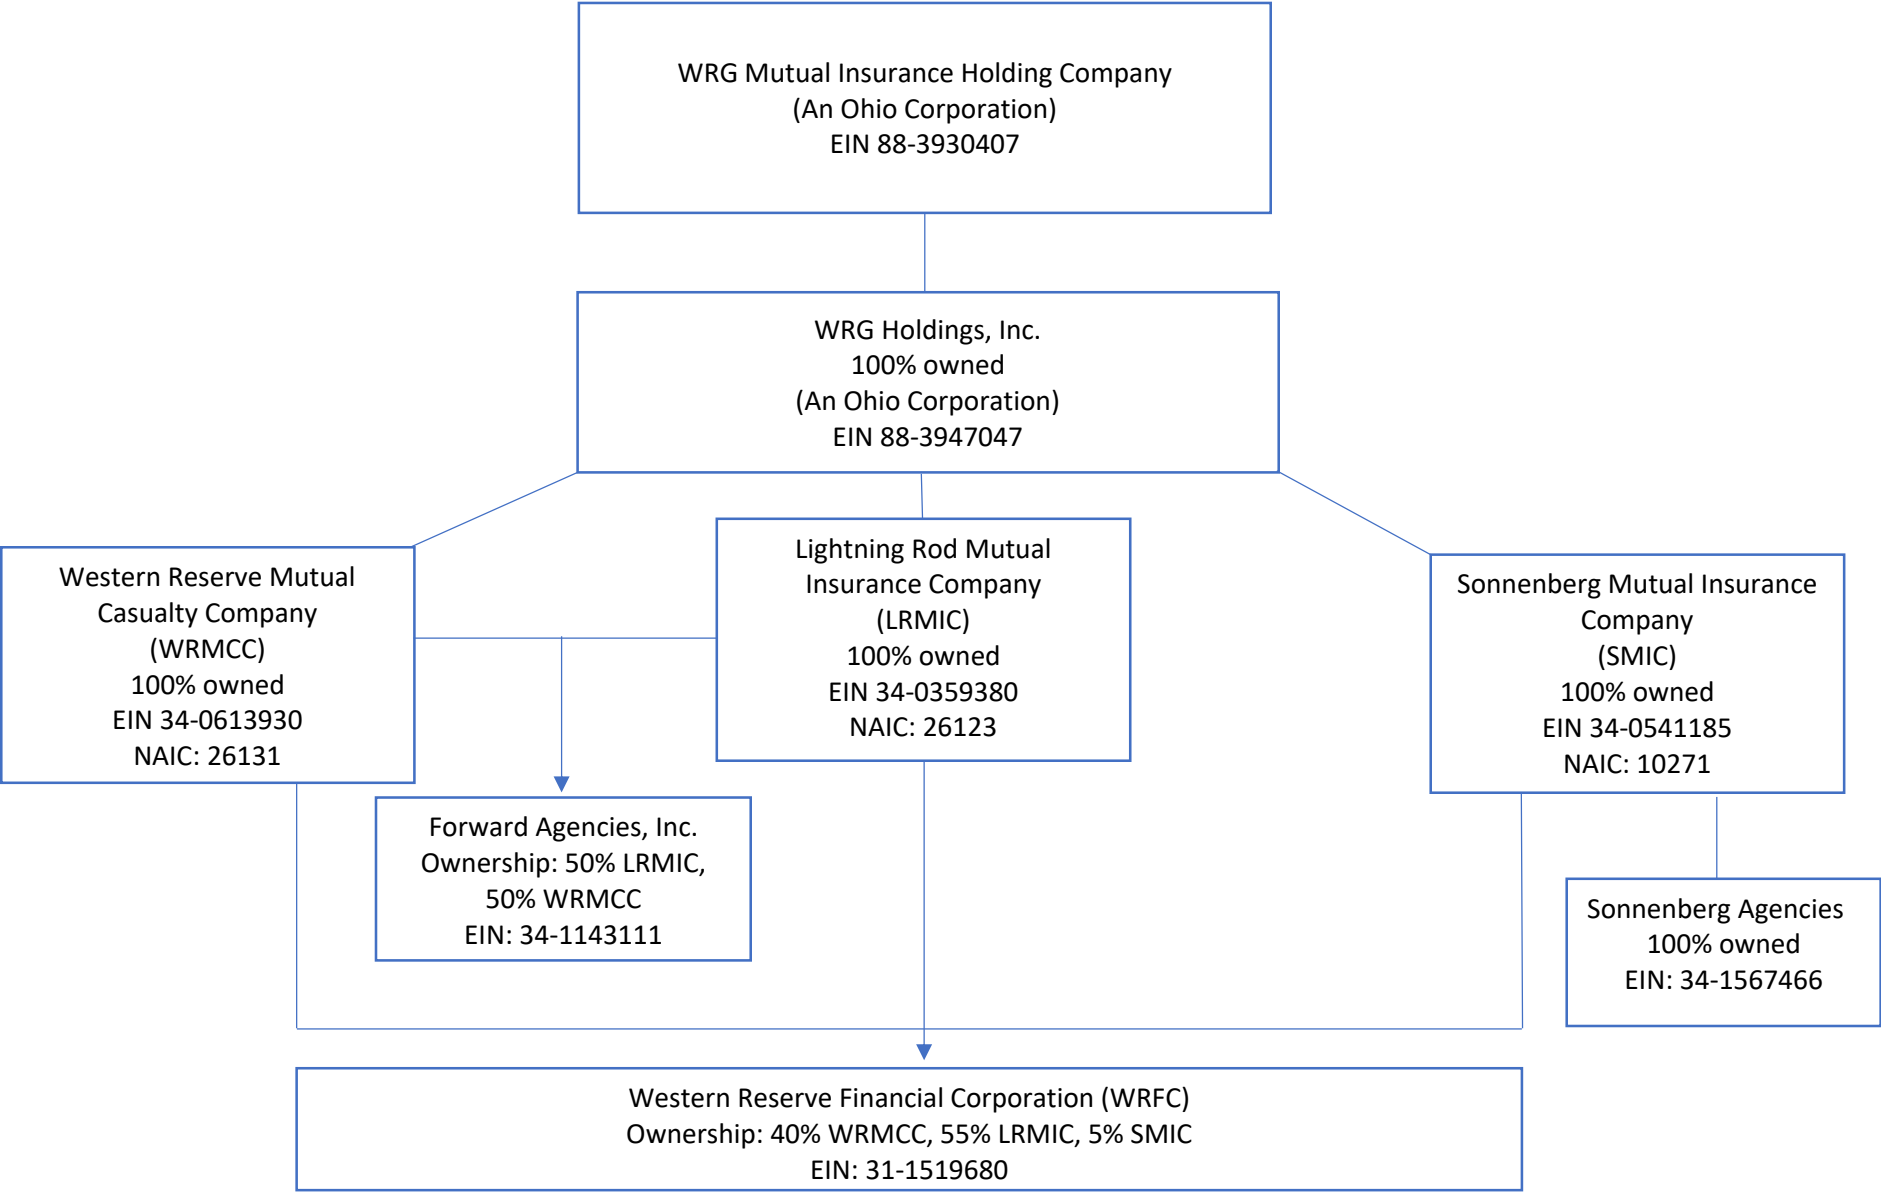 WRG Mutual Insurance Holding Company
(An Ohio Corporation)
EIN 88-3930407
WRG Holdings, Inc.
100% owned
(An Ohio Corporation)
EIN 88-3947047
Western Reserve Mutual
Casualty Company
(WRMCC)
100% owned
EIN 34-0613930
NAIC: 26131
Lightning Rod Mutual
Insurance Company
(LRMIC)
100% owned
EIN 34-0359380
NAIC: 26123
Sonnenberg Mutual Insurance
Company
(SMIC)
100% owned
EIN 34-0541185
NAIC: 10271
Forward Agencies, Inc.
Ownership: 50% LRMIC,
50% WRMCC
EIN: 34-1143111
Sonnenberg Agencies
100% owned
EIN: 34-1567466
Western Reserve Financial Corporation (WRFC)
Ownership: 40% WRMCC, 55% LRMIC, 5% SMIC
EIN: 31-1519680